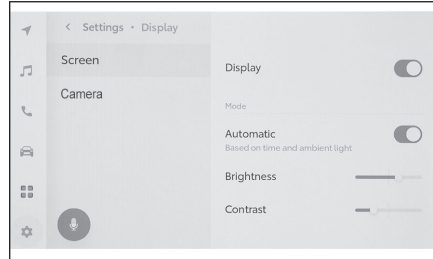 Settings • Display
Screen
Camera
Display
Mode
Automatic
Based on time and ambient light
Brightness
Contrast